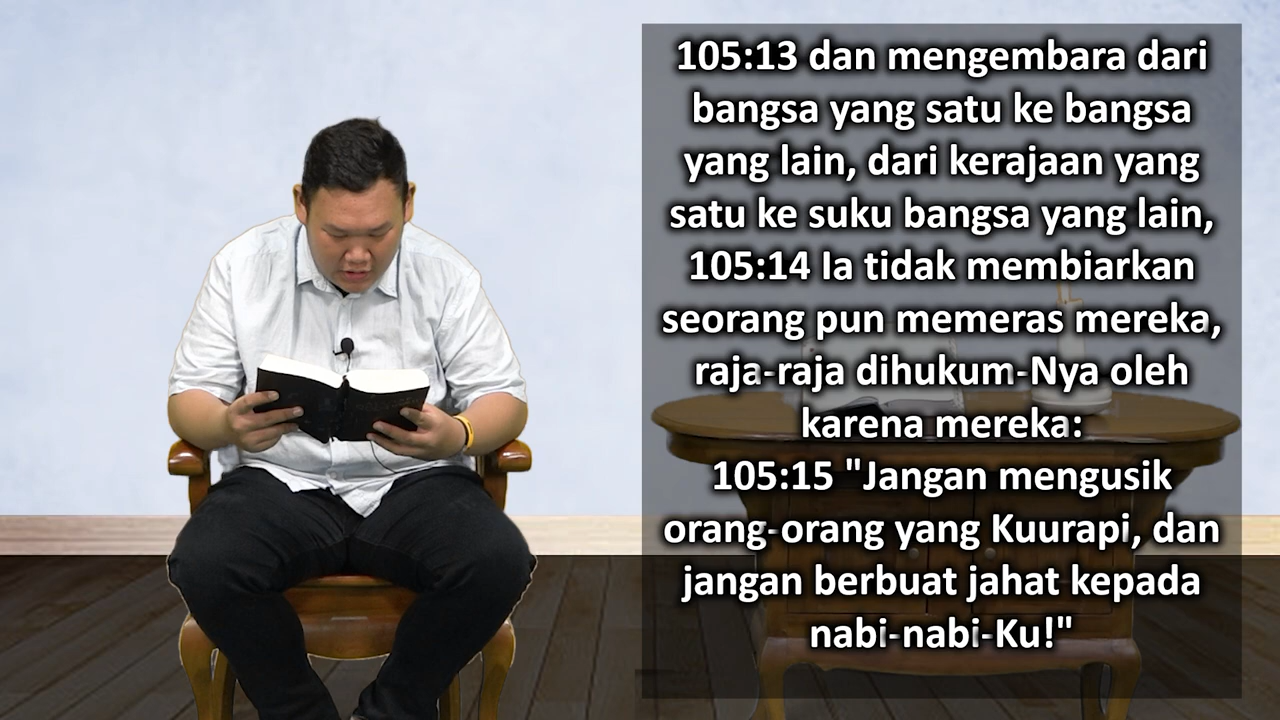 105:13 dan mengembara dari
bangsa yang satu ke bangsa
yang lain, dari kerajaan yang
satu ke suku bangsa yang lain,
105:14 Ia tidak membiarkan
seorang pun memeras mereka,
raja-raja dihukum-Nya oleh
karena mereka:
105:15 "Jangan mengusik
orang-orang yang Kuurapi, dan
jangan berbuat jahat kepada
nabi-nabi-Ku!"